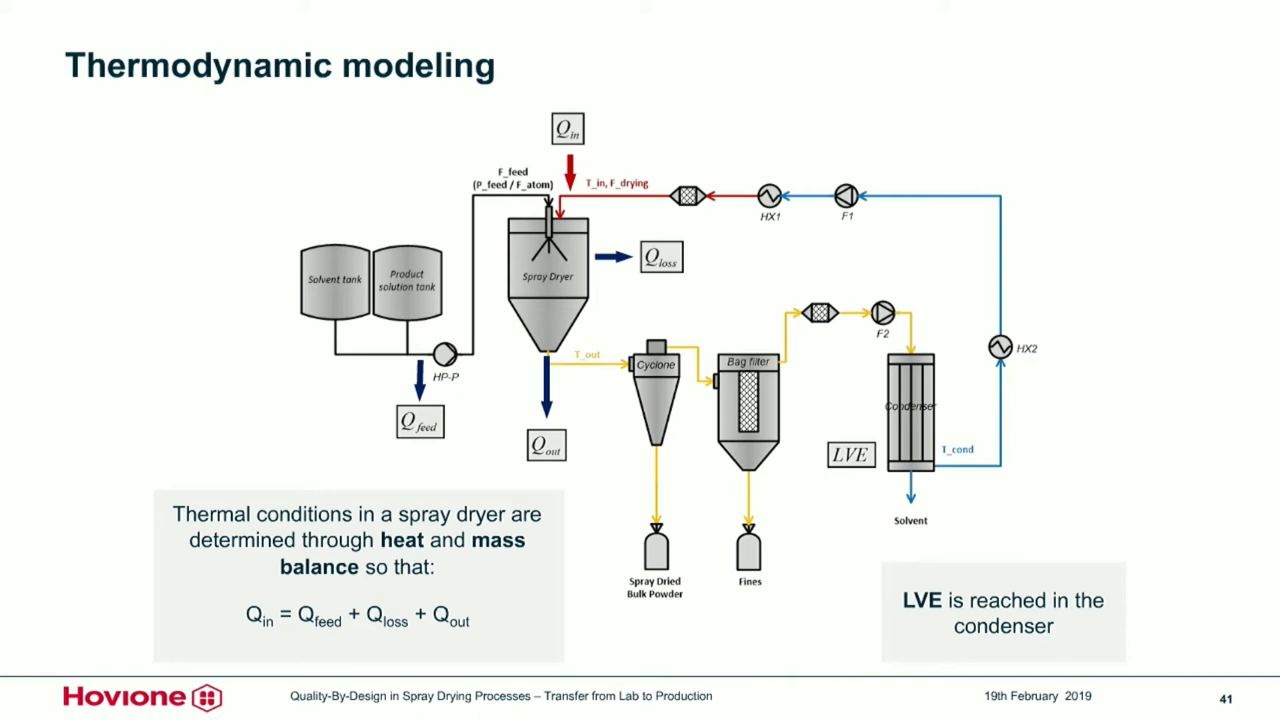 Thermodynamic modeling
Q_in
F_feed
(P_feed / F_atom)
T_in, F_drying
HX1
F1
Q_loss
Solvent tank
Product
solution tank
Spray Dryer
HP-P
Q_feed
T_out
Q_out
Cyclone
Bag filter
F2
HX2
Condenser
LVE
T_cond
Solvent
Spray Dried
Bulk Powder
Fines
Thermal conditions in a spray dryer are
determined through heat and mass
balance so that:
Q_in = Q_feed + Q_loss + Q_out
LVE is reached in the
condenser
Hovione
Quality-By-Design in Spray Drying Processes – Transfer from Lab to Production
19th February 2019
41